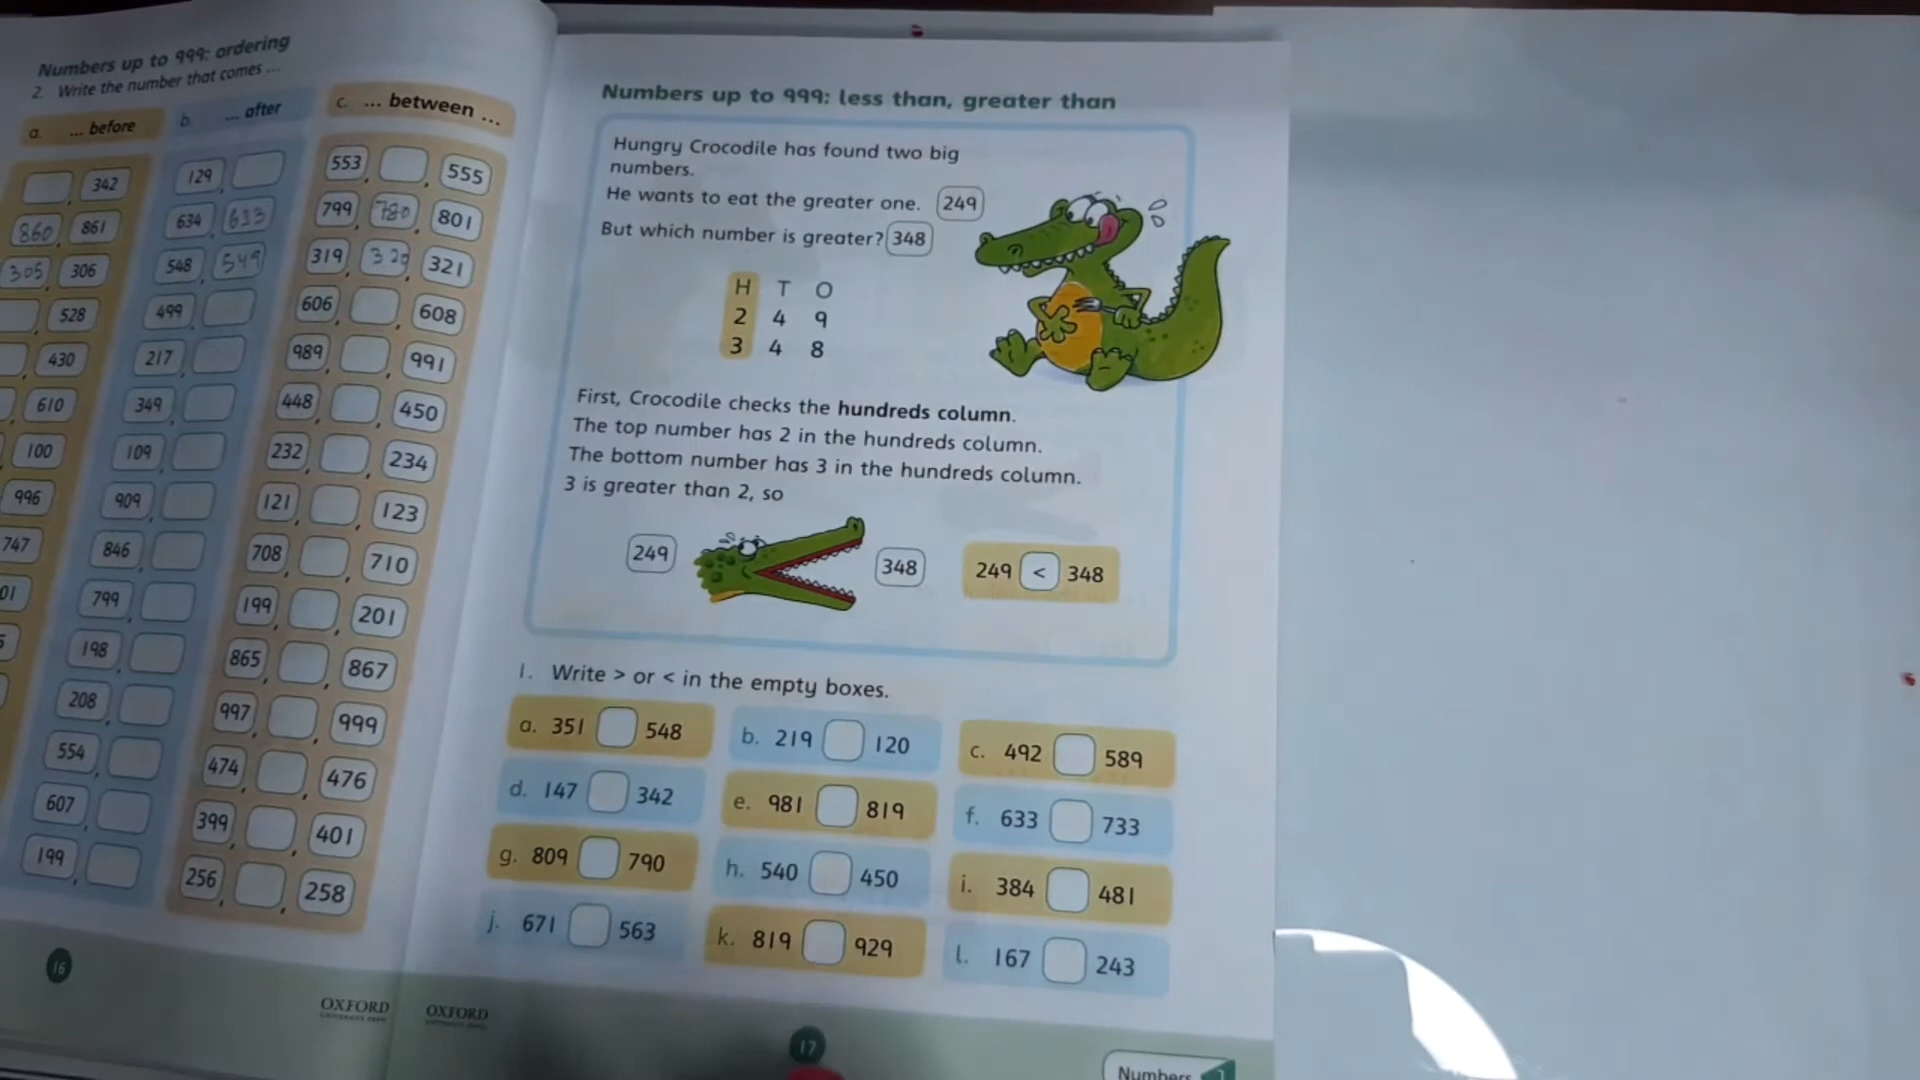 Numbers up to 999: ordering
2. Write the number that comes ...
a. ... before
342
860, 861
305, 306
, 528
, 430
, 610
, 100
996
747
01
b. ... after
129,
634, 633
548, 549
499,
217,
349,
109,
909,
846,
799,
198,
208,
554,
607,
199,
c. ... between ...
553, , 555
799, 780, 801
319, 320, 321
606, , 608
989, , 991
448, , 450
232, , 234
121, , 123
708, , 710
199, , 201
865, , 867
997, , 999
474, , 476
399, , 401
256, , 258
16
OXFORD
Numbers up to 999: less than, greater than
Hungry Crocodile has found two big
numbers.
He wants to eat the greater one. 249
But which number is greater? 348
H T O
2 4 9
3 4 8
First, Crocodile checks the hundreds column.
The top number has 2 in the hundreds column.
The bottom number has 3 in the hundreds column.
3 is greater than 2, so
249 348 249 < 348
1. Write > or < in the empty boxes.
a. 351 548 b. 219 120 c. 492 589
d. 147 342 e. 981 819 f. 633 733
g. 809 790 h. 540 450 i. 384 481
j. 671 563 k. 819 929 l. 167 243
OXFORD
17
Numbers 1